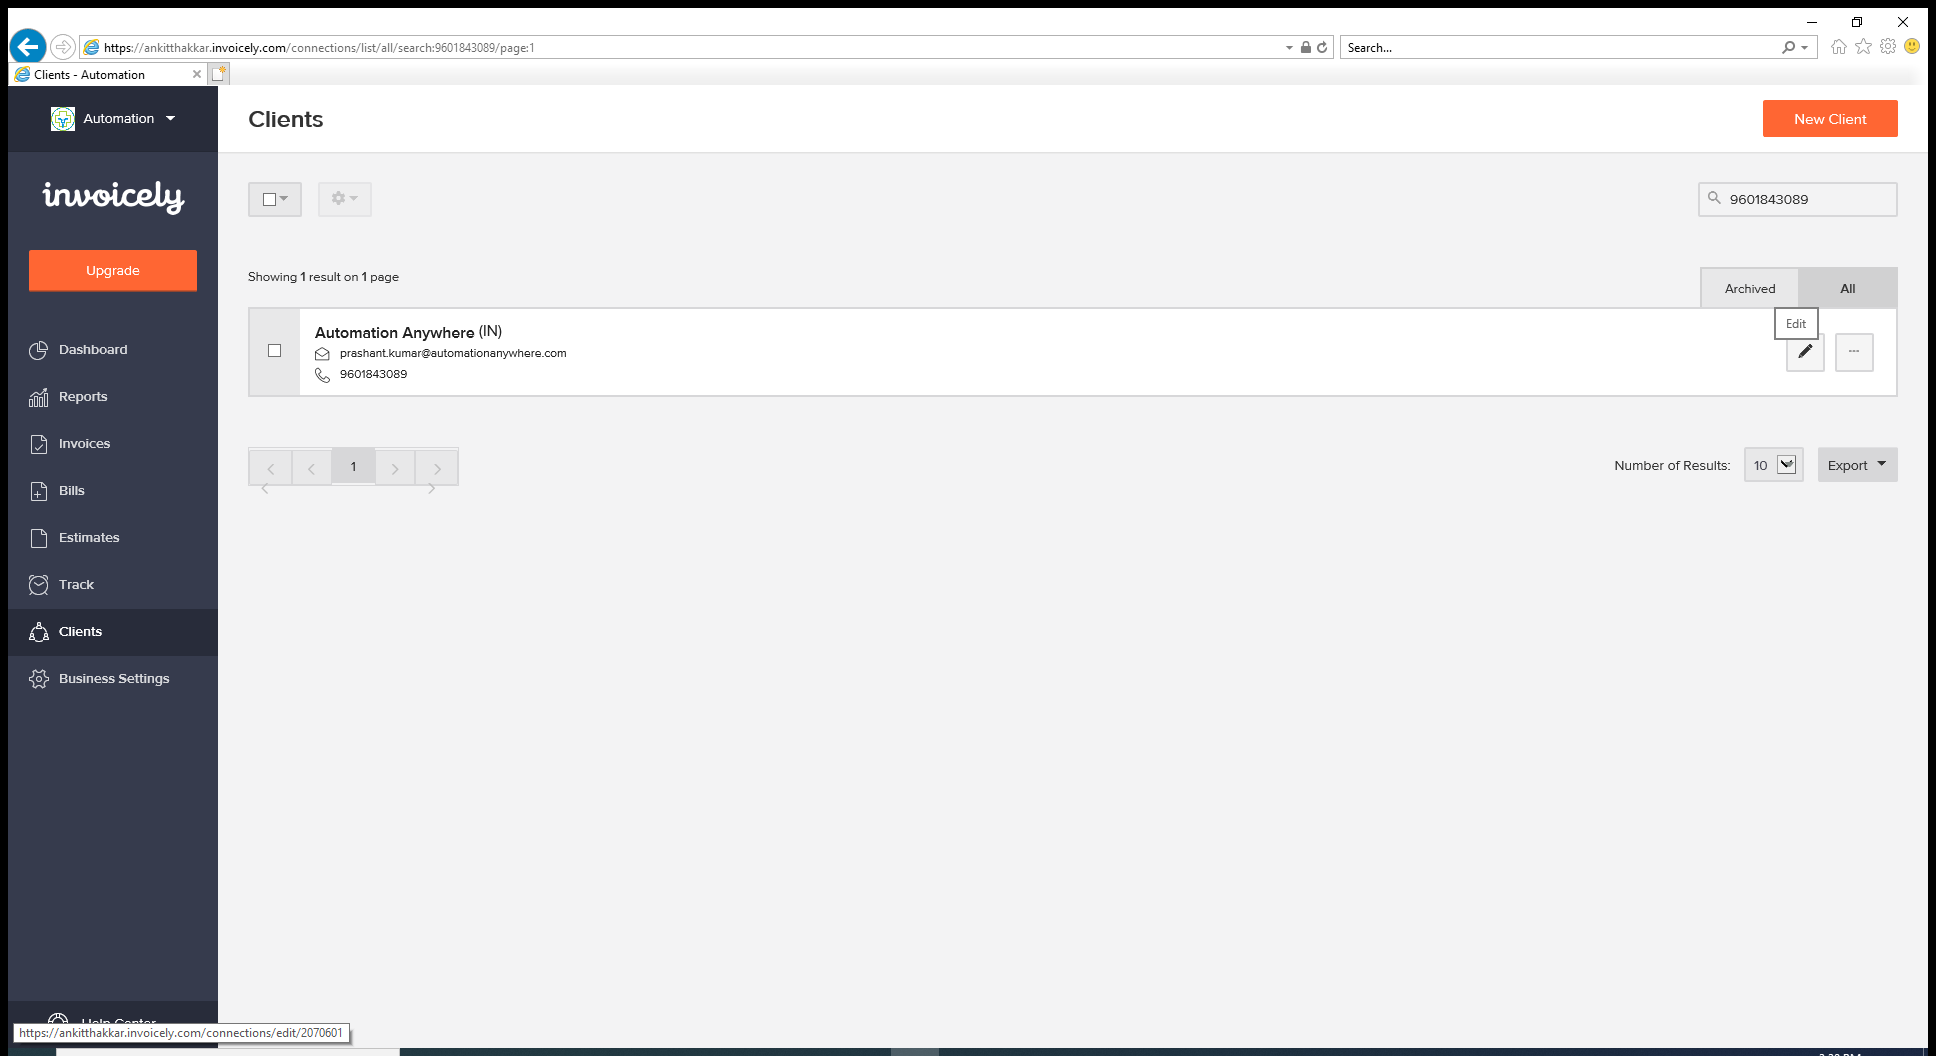 https://ankitthakkar.invoicely.com/connections/list/all/search:9601843089/page:1
Search...
Clients - Automation
Automation
Clients
New Client
invoicely
9601843089
Upgrade
Showing 1 result on 1 page
Archived
All
Automation Anywhere (IN)
Edit
prashant.kumar@automationanywhere.com
9601843089
Dashboard
Reports
Invoices
Bills
Estimates
Track
Clients
Business Settings
1
Number of Results:
10
Export
Help Center
https://ankitthakkar.invoicely.com/connections/edit/2070601